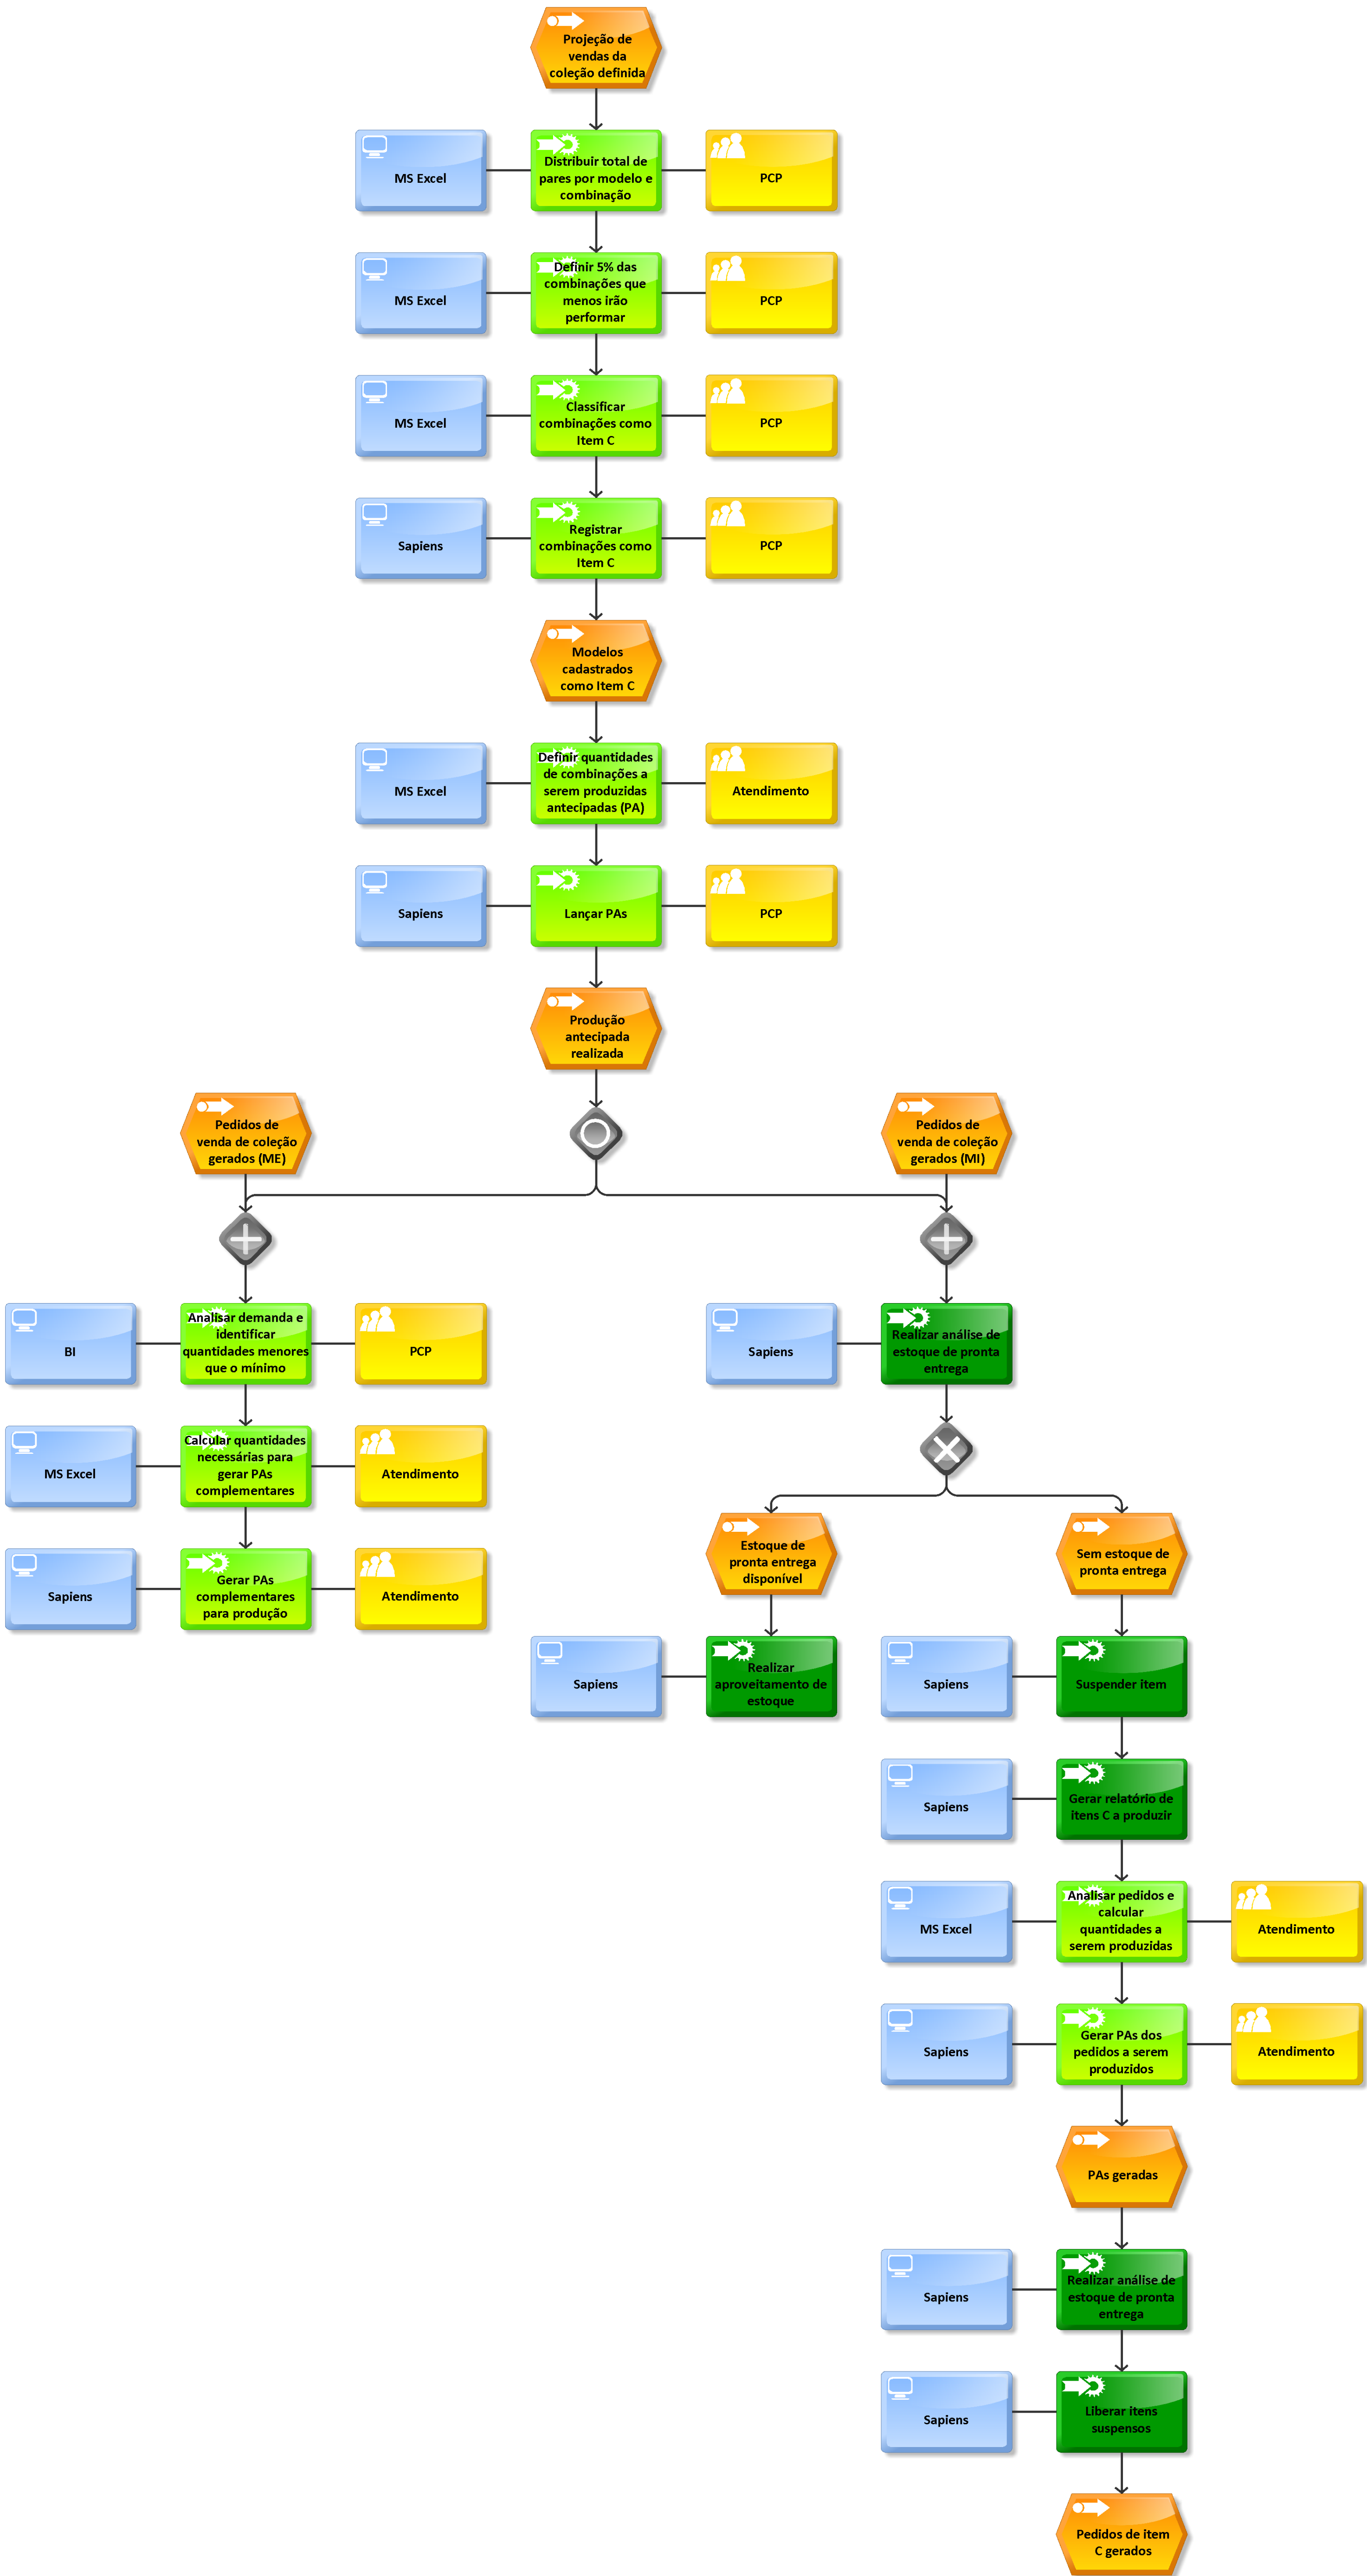 Projeção de
vendas da
coleção definida
MS Excel
Distribuir total de
pares por modelo e
combinação
PCP
MS Excel
Definir 5% das
combinações que
menos irão
performar
PCP
MS Excel
Classificar
combinações como
Item C
PCP
Sapiens
Registrar
combinações como
Item C
PCP
Modelos
cadastrados
como Item C
MS Excel
Definir quantidades
de combinações a
serem produzidas
antecipadas (PA)
Atendimento
Sapiens
Lançar PAs
PCP
Produção
antecipada
realizada
Pedidos de
venda de coleção
gerados (ME)
Pedidos de
venda de coleção
gerados (MI)
BI
Analisar demanda e
identificar
quantidades menores
que o mínimo
PCP
Sapiens
Realizar análise de
estoque de pronta
entrega
MS Excel
Calcular quantidades
necessárias para
gerar PAs
complementares
Atendimento
Sapiens
Gerar PAs
complementares
para produção
Atendimento
Estoque de
pronta entrega
disponível
Sem estoque de
pronta entrega
Sapiens
Realizar
aproveitamento de
estoque
Sapiens
Suspender item
Sapiens
Gerar relatório de
itens C a produzir
MS Excel
Analisar pedidos e
calcular
quantidades a
serem produzidas
Atendimento
Sapiens
Gerar PAs dos
pedidos a serem
produzidos
Atendimento
PAs geradas
Sapiens
Realizar análise de
estoque de pronta
entrega
Sapiens
Liberar itens
suspensos
Pedidos de item
C gerados